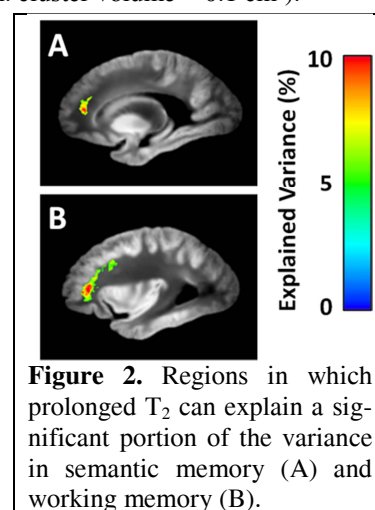 A
B
10
5
0
Explained Variance (%)
Figure 2. Regions in which
prolonged T2 can explain a sig-
nificant portion of the variance
in semantic memory (A) and
working memory (B).